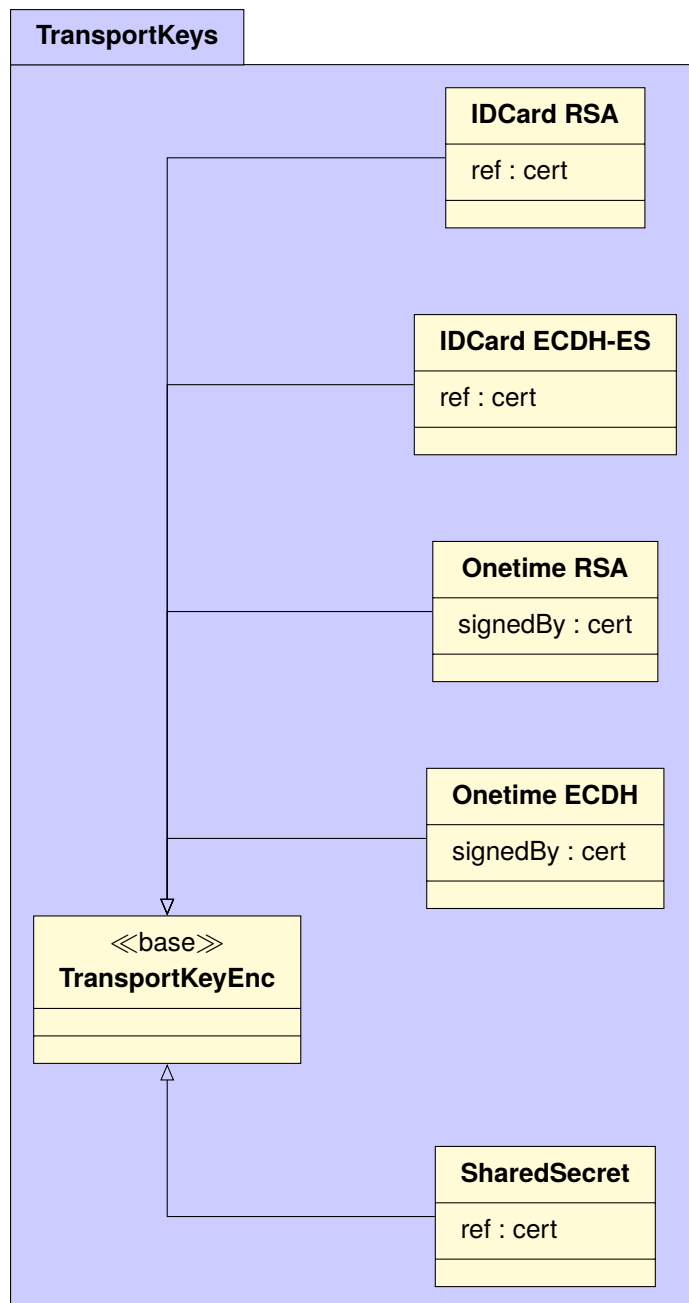 TransportKeys
IDCard RSA
ref : cert
IDCard ECDH-ES
ref : cert
Onetime RSA
signedBy : cert
Onetime ECDH
signedBy : cert
≪base≫
TransportKeyEnc
SharedSecret
ref : cert